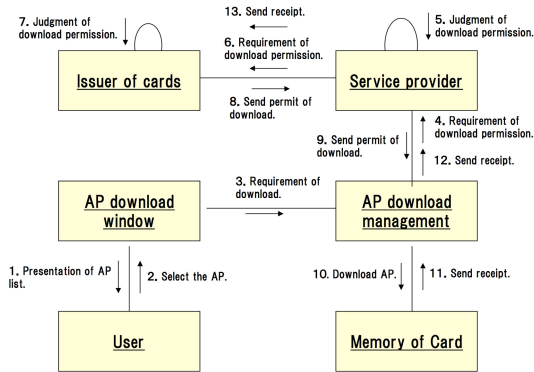 13. Send receipt.
7. Judgment of
download permission.
5. Judgment of
download permission.
6. Requirement of
download permission.
Issuer of cards
Service provider
8. Send permit of
download.
4. Requirement of
download permission.
9. Send permit of
download.
12. Send receipt.
3. Requirement of
download.
AP download
window
AP download
management
1. Presentation of AP
list.
2. Select the AP.
10. Download AP.
11. Send receipt.
User
Memory of Card